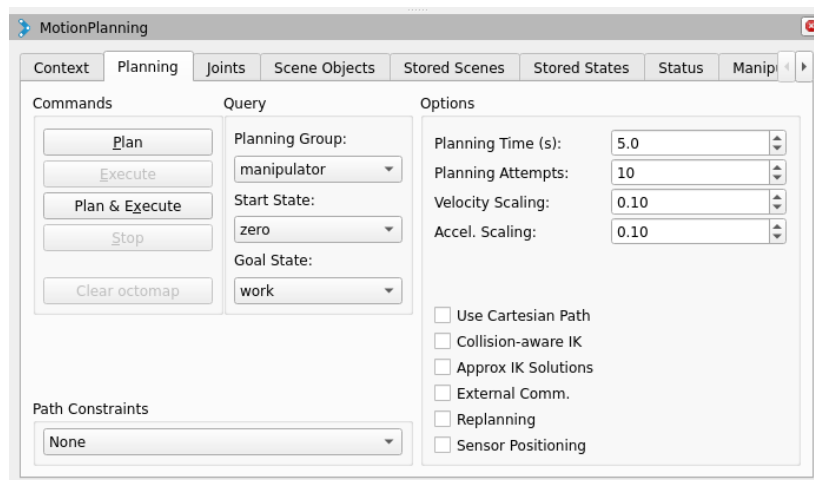 MotionPlanning
Context Planning Joints Scene Objects Stored Scenes Stored States Status Manip
Commands
Plan
Execute
Plan & Execute
Stop
Clear octomap
Query
Planning Group:
manipulator
Start State:
zero
Goal State:
work
Path Constraints
None
Options
Planning Time (s): 5.0
Planning Attempts: 10
Velocity Scaling: 0.10
Accel. Scaling: 0.10
Use Cartesian Path
Collision-aware IK
Approx IK Solutions
External Comm.
Replanning
Sensor Positioning